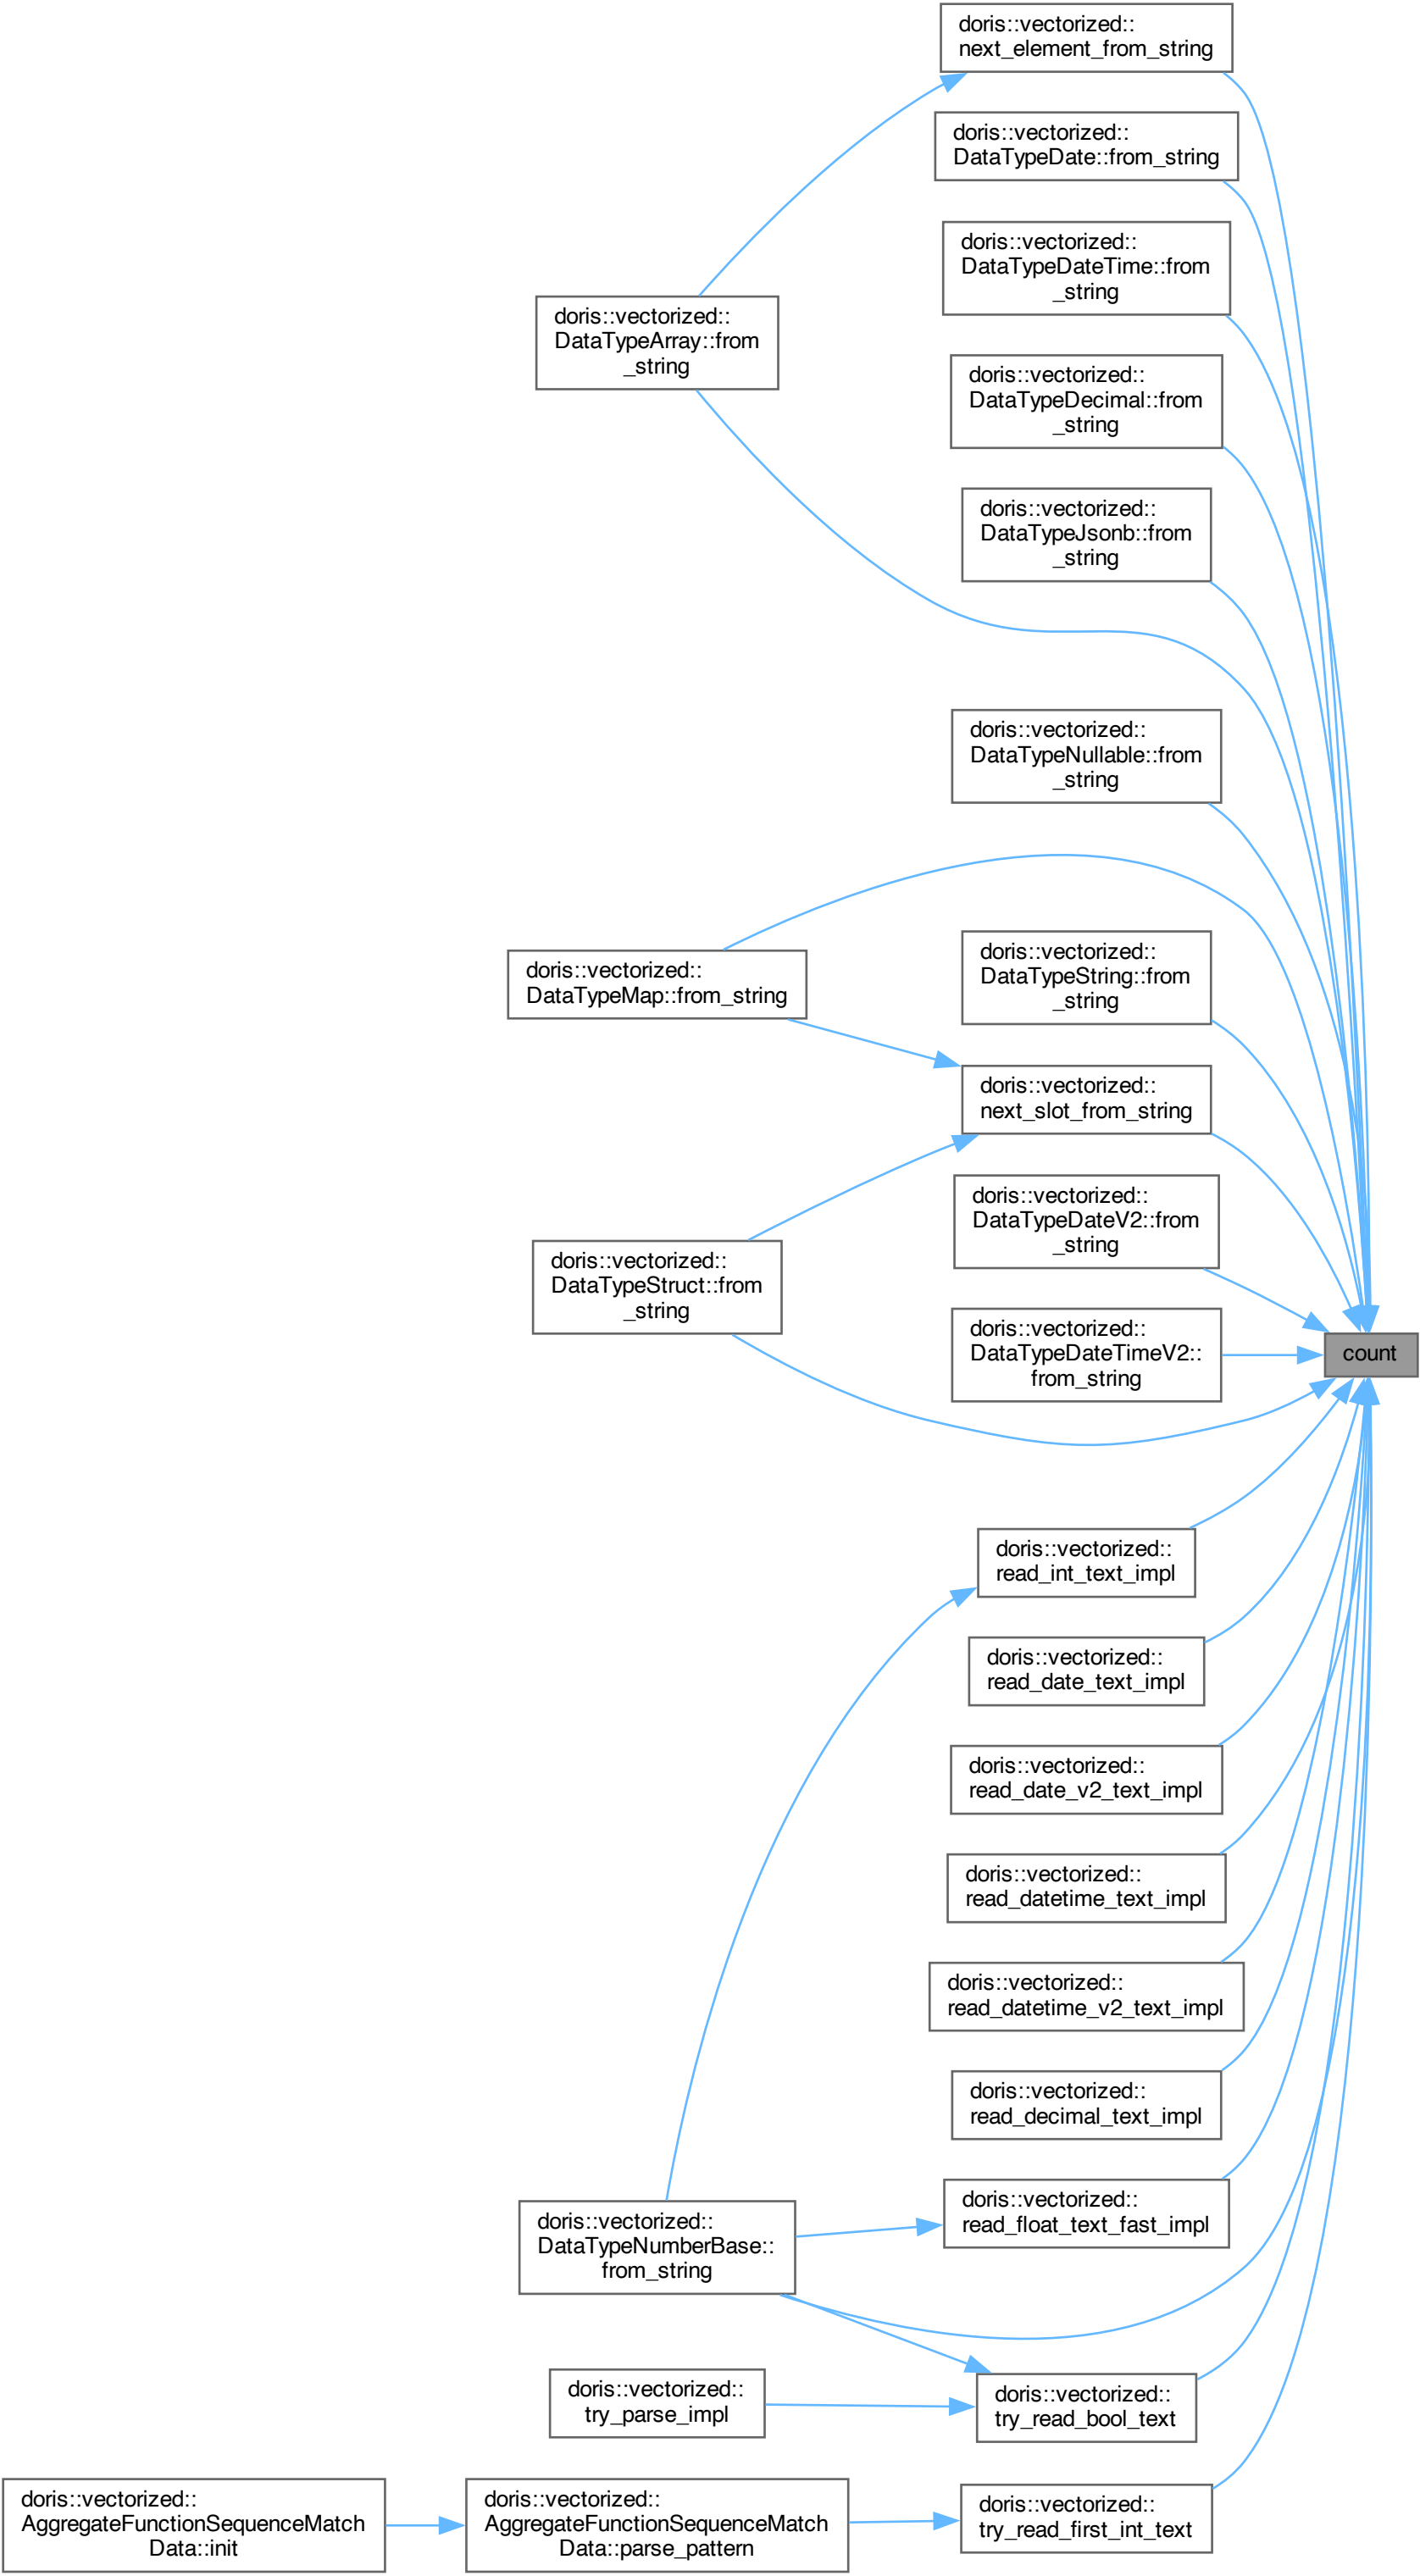 doris::vectorized::
next_element_from_string
doris::vectorized::
DataTypeDate::from_string
doris::vectorized::
DataTypeDateTime::from
_string
doris::vectorized::
DataTypeArray::from
_string
doris::vectorized::
DataTypeDecimal::from
_string
doris::vectorized::
DataTypeJsonb::from
_string
doris::vectorized::
DataTypeNullable::from
_string
doris::vectorized::
DataTypeMap::from_string
doris::vectorized::
DataTypeString::from
_string
doris::vectorized::
next_slot_from_string
doris::vectorized::
DataTypeDateV2::from
_string
doris::vectorized::
DataTypeStruct::from
_string
doris::vectorized::
DataTypeDateTimeV2::
from_string
count
doris::vectorized::
read_int_text_impl
doris::vectorized::
read_date_text_impl
doris::vectorized::
read_date_v2_text_impl
doris::vectorized::
read_datetime_text_impl
doris::vectorized::
read_datetime_v2_text_impl
doris::vectorized::
read_decimal_text_impl
doris::vectorized::
read_float_text_fast_impl
doris::vectorized::
DataTypeNumberBase::
from_string
doris::vectorized::
try_parse_impl
doris::vectorized::
try_read_bool_text
doris::vectorized::
AggregateFunctionSequenceMatch
Data::init
doris::vectorized::
AggregateFunctionSequenceMatch
Data::parse_pattern
doris::vectorized::
try_read_first_int_text